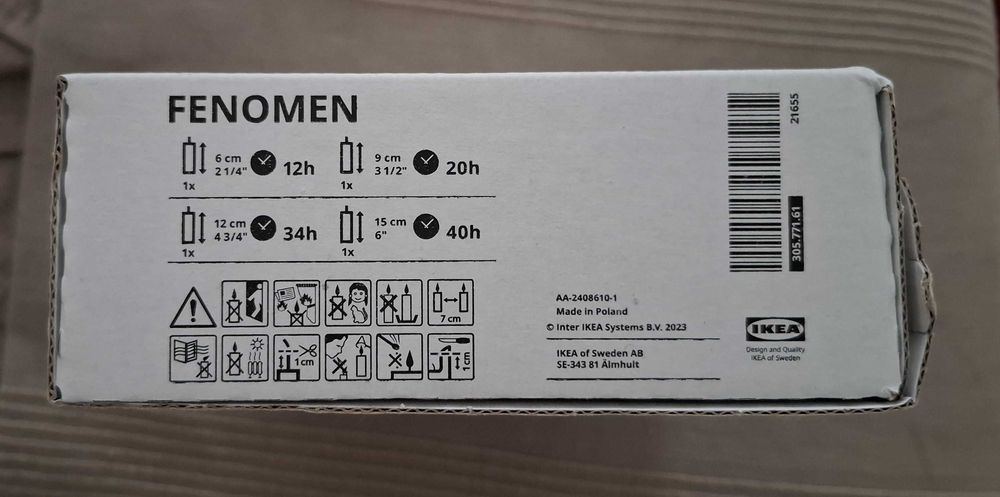 FENOMEN
6 cm
2 1/4"
12h
1x
9 cm
3 1/2"
20h
1x
12 cm
4 3/4"
34h
1x
15 cm
6"
40h
1x
7 cm
1 cm
1 cm
21655
305.771.61
AA-2408610-1
Made in Poland
© Inter IKEA Systems B.V. 2023
IKEA of Sweden AB
SE-343 81 Älmhult
IKEA
Design and Quality
IKEA of Sweden